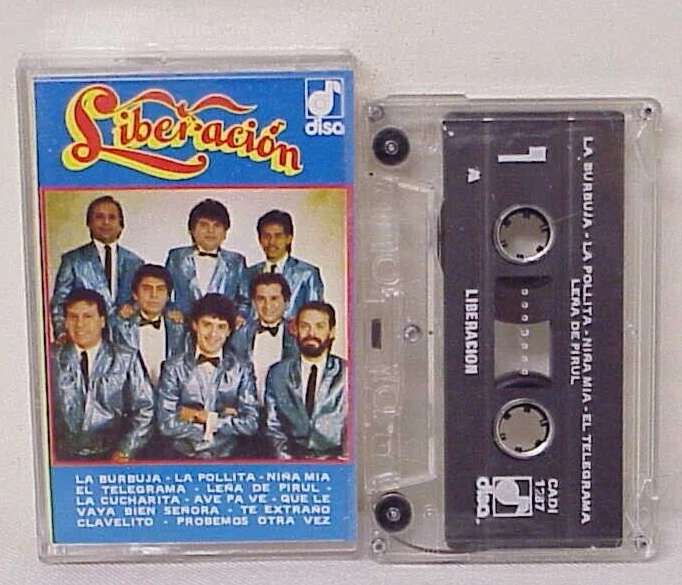 Liberación
disa
LA BURBUJA - LA POLLITA - NIÑA MIA
EL TELEGRAMA - LEÑA DE PIRUL -
LA CUCHARITA - AVE PA VE - QUE LE
VAYA BIEN SEÑORA - TE EXTRAÑO
CLAVELITO - PROBEMOS OTRA VEZ
1
A
LA BURBUJA - LA POLLITA - NIÑA MIA - EL TELEGRAMA
LEÑA DE PIRUL
LIBERACION
CADI
1287
disa